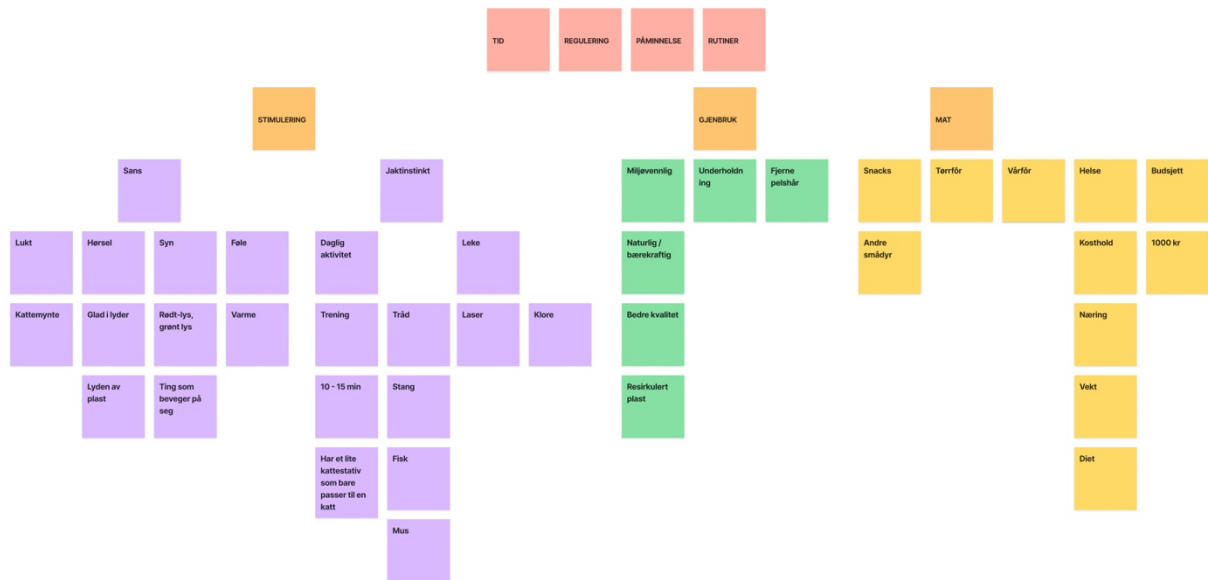 TID
REGULERING
PÅMINNELSE
RUTINER
STIMULERING
GJENBRUK
MAT
Sans
Jaktinstinkt
Miljøvennlig
Underholdn
ing
Fjerne
pelshår
Snacks
Tørrfôr
Vårfôr
Helse
Budsjett
Lukt
Hørsel
Syn
Føle
Daglig
aktivitet
Leke
Naturlig /
bærekraftig
Andre
smådyr
Kosthold
1000 kr
Kattemynte
Glad i lyder
Rødt-lys,
grønt lys
Varme
Trening
Tråd
Laser
Klore
Bedre kvalitet
Næring
Lyden av
plast
Ting som
beveger på
seg
10 - 15 min
Stang
Resirkulert
plast
Vekt
Har et lite
kattestativ
som bare
passer til en
katt
Fisk
Diet
Mus